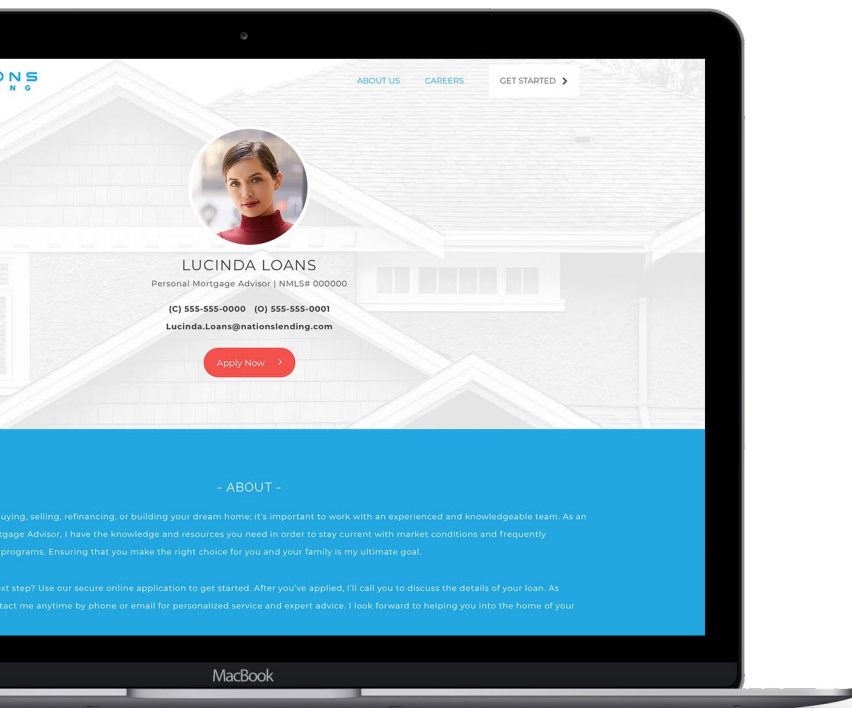 ONS
NG
ABOUT US
CAREERS
GET STARTED
LUCINDA LOANS
Personal Mortgage Advisor | NMLS# 000000
(C) 555-555-0000 (O) 555-555-0001
Lucinda.Loans@nationslending.com
Apply Now
- ABOUT -
uying, selling, refinancing, or building your dream home; it's important to work with an experienced and knowledgeable team. As an
tgage Advisor, I have the knowledge and resources you need in order to stay current with market conditions and frequently
programs. Ensuring that you make the right choice for you and your family is my ultimate goal.
xt step? Use our secure online application to get started. After you've applied, I'll call you to discuss the details of your loan. As
tact me anytime by phone or email for personalized service and expert advice. I look forward to helping you into the home of your
MacBook